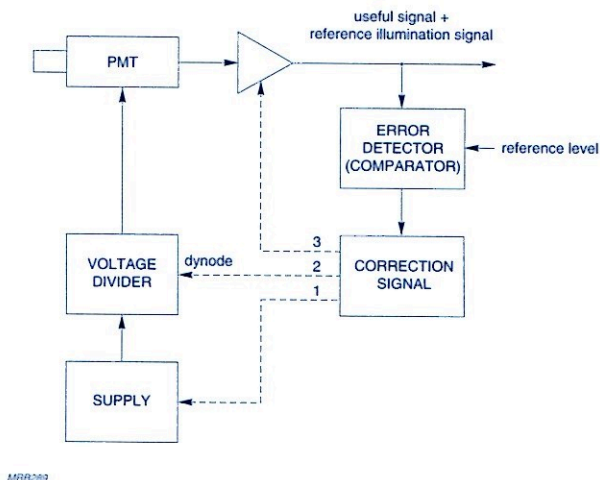 useful signal +
reference illumination signal
PMT
ERROR
DETECTOR
(COMPARATOR)
reference level
3
VOLTAGE
DIVIDER
dynode
2
CORRECTION
SIGNAL
1
SUPPLY
MRB289